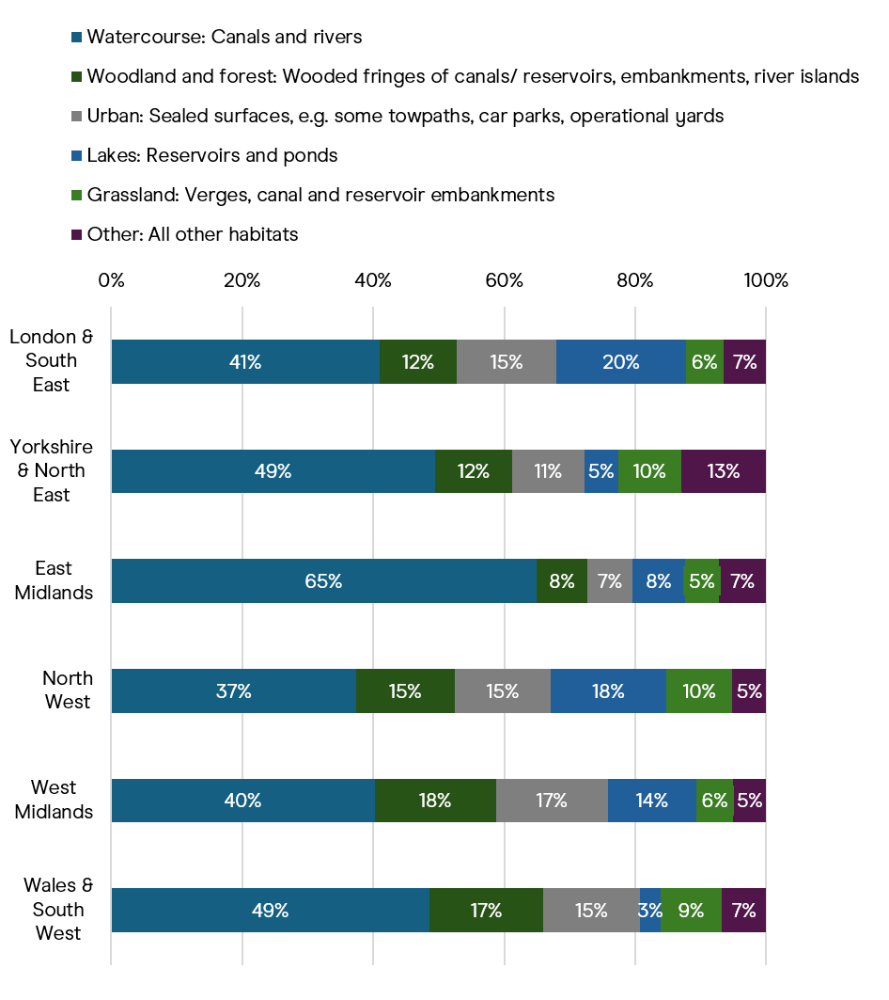 Watercourse: Canals and rivers
Woodland and forest: Wooded fringes of canals/ reservoirs, embankments, river islands
Urban: Sealed surfaces, e.g. some towpaths, car parks, operational yards
Lakes: Reservoirs and ponds
Grassland: Verges, canal and reservoir embankments
Other: All other habitats
0% 20% 40% 60% 80% 100%
London &
South
East
41% 12% 15% 20% 6% 7%
Yorkshire
& North
East
49% 12% 11% 5% 10% 13%
East
Midlands
65% 8% 7% 8% 5% 7%
North
West
37% 15% 15% 18% 10% 5%
West
Midlands
40% 18% 17% 14% 6% 5%
Wales &
South
West
49% 17% 15% 3% 9% 7%